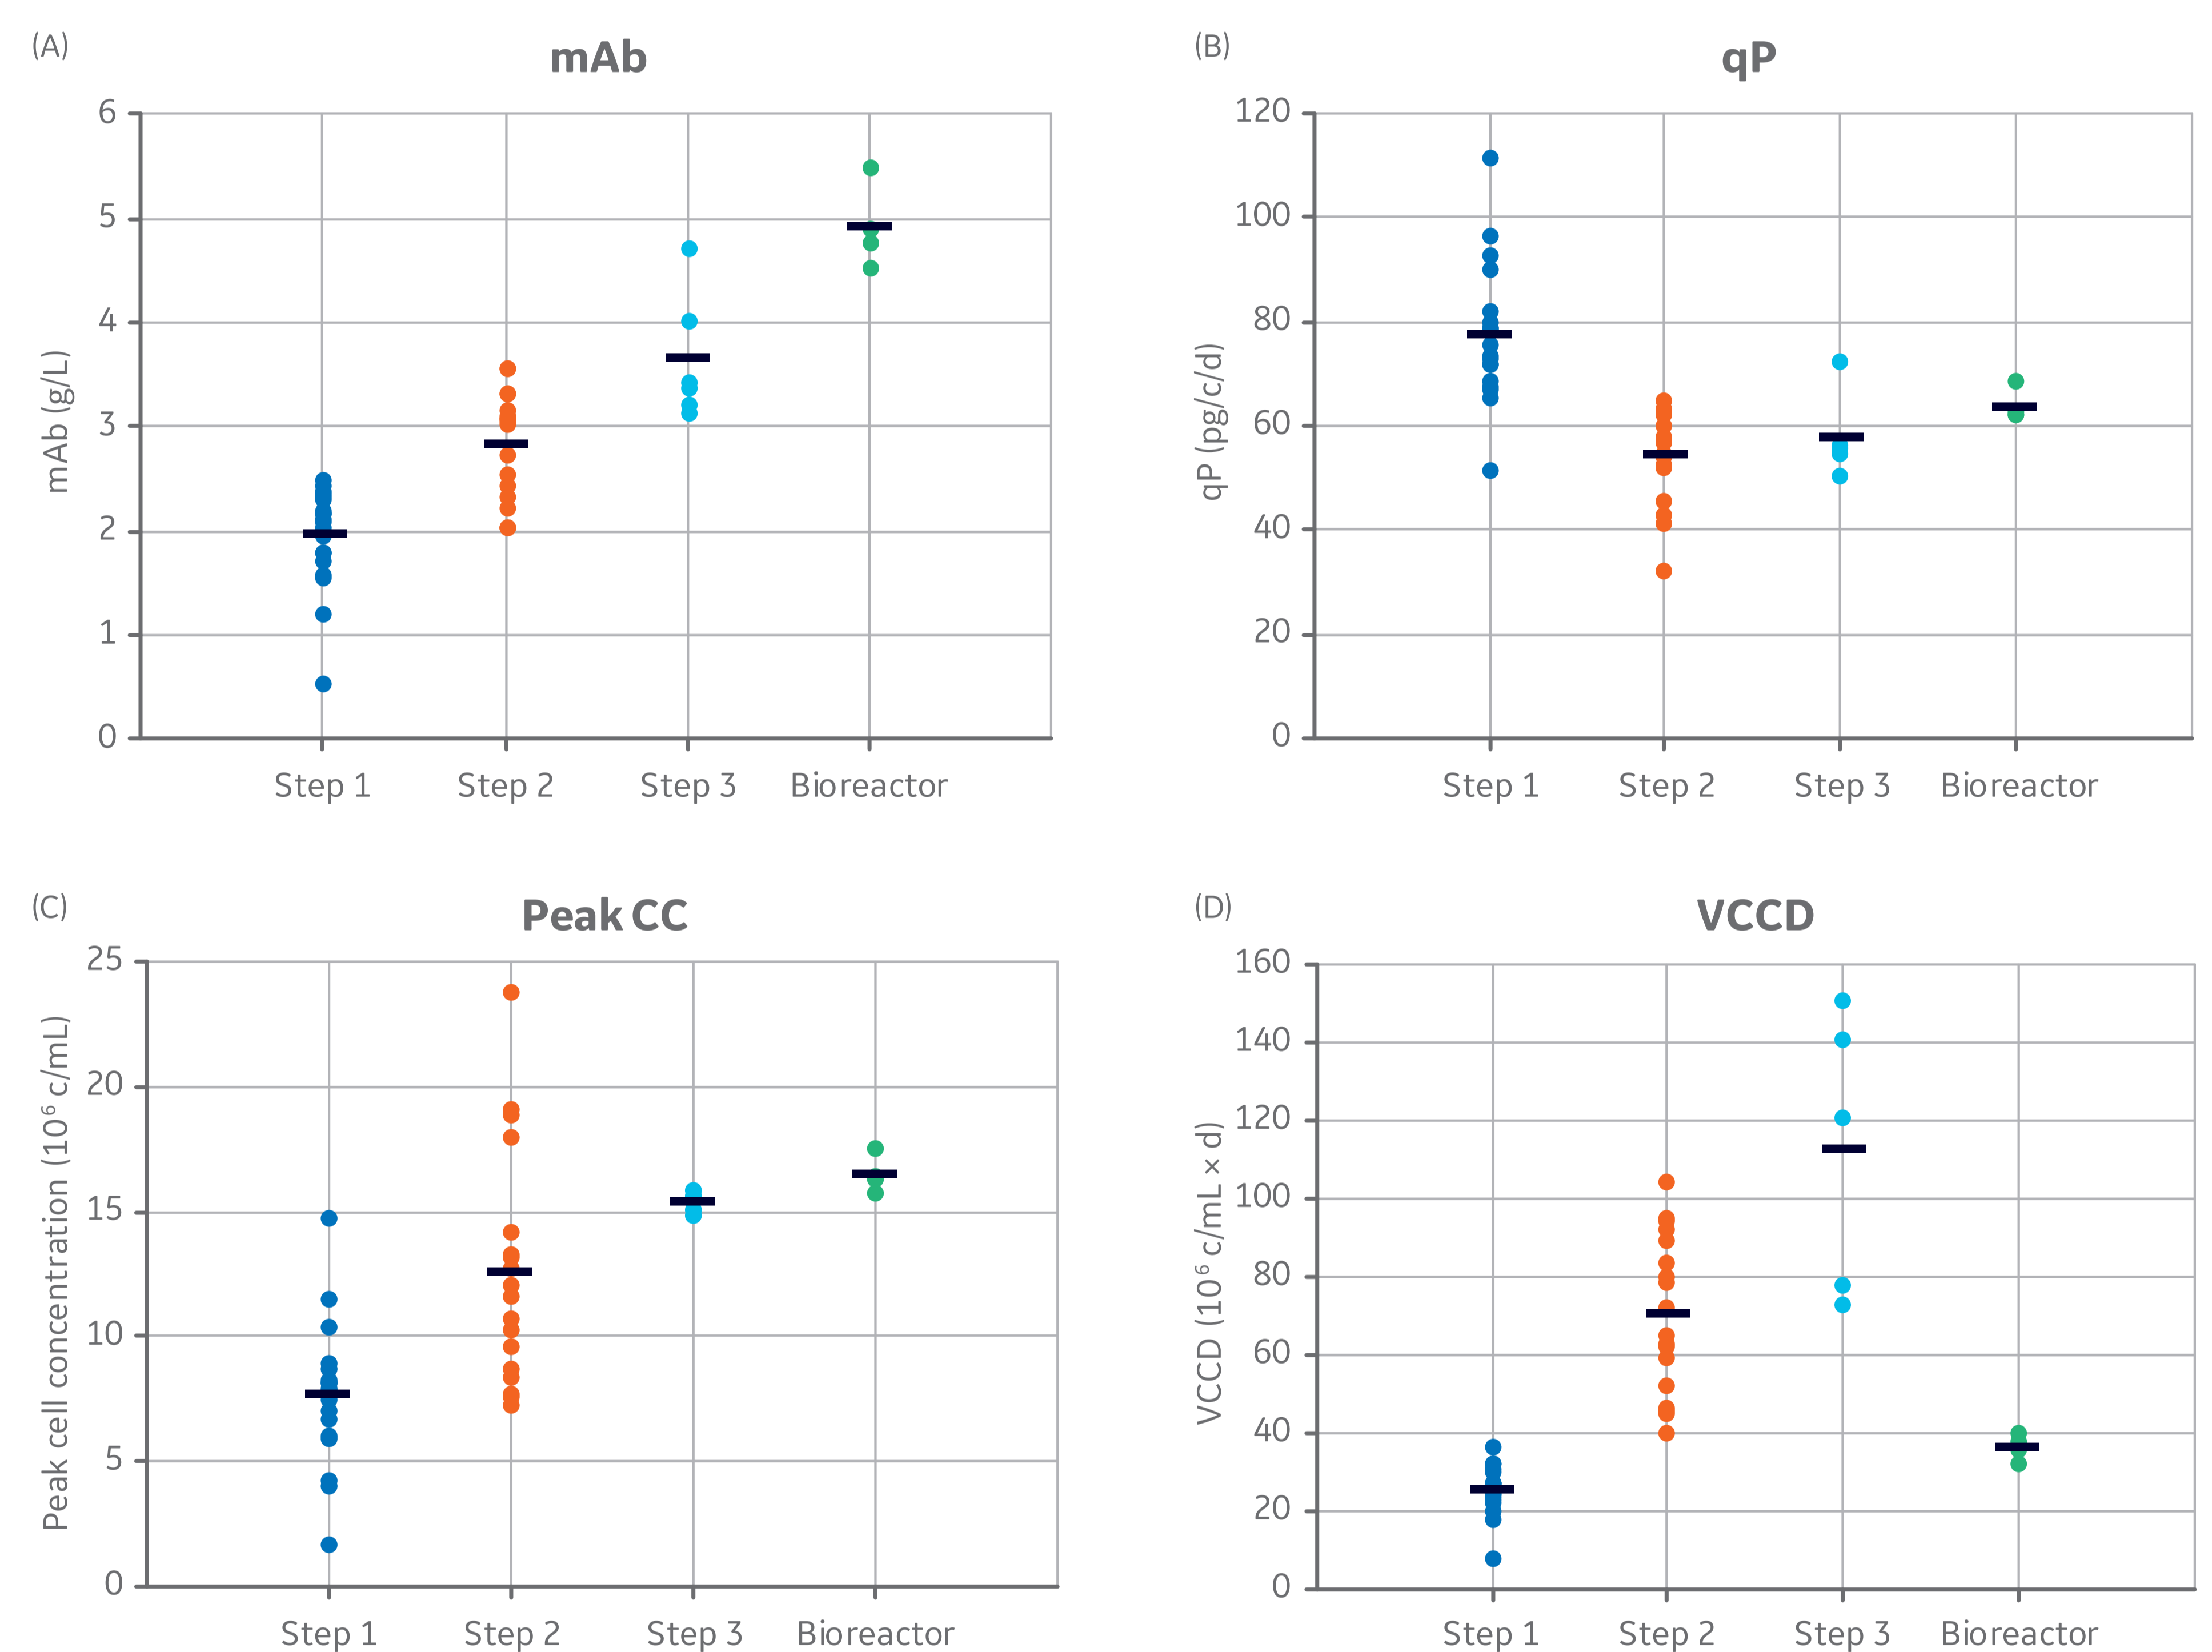 (A)
mAb
mAb (g/L)
6
5
4
3
2
1
0
Step 1 Step 2 Step 3 Bioreactor
(B)
qP
qP (pg/c/d)
120
100
80
60
40
20
0
Step 1 Step 2 Step 3 Bioreactor
(C)
Peak CC
Peak cell concentration (10⁶ c/mL)
25
20
15
10
5
0
Step 1 Step 2 Step 3 Bioreactor
(D)
VCCD
VCCD (10⁶ c/mL × d)
160
140
120
100
80
60
40
20
0
Step 1 Step 2 Step 3 Bioreactor